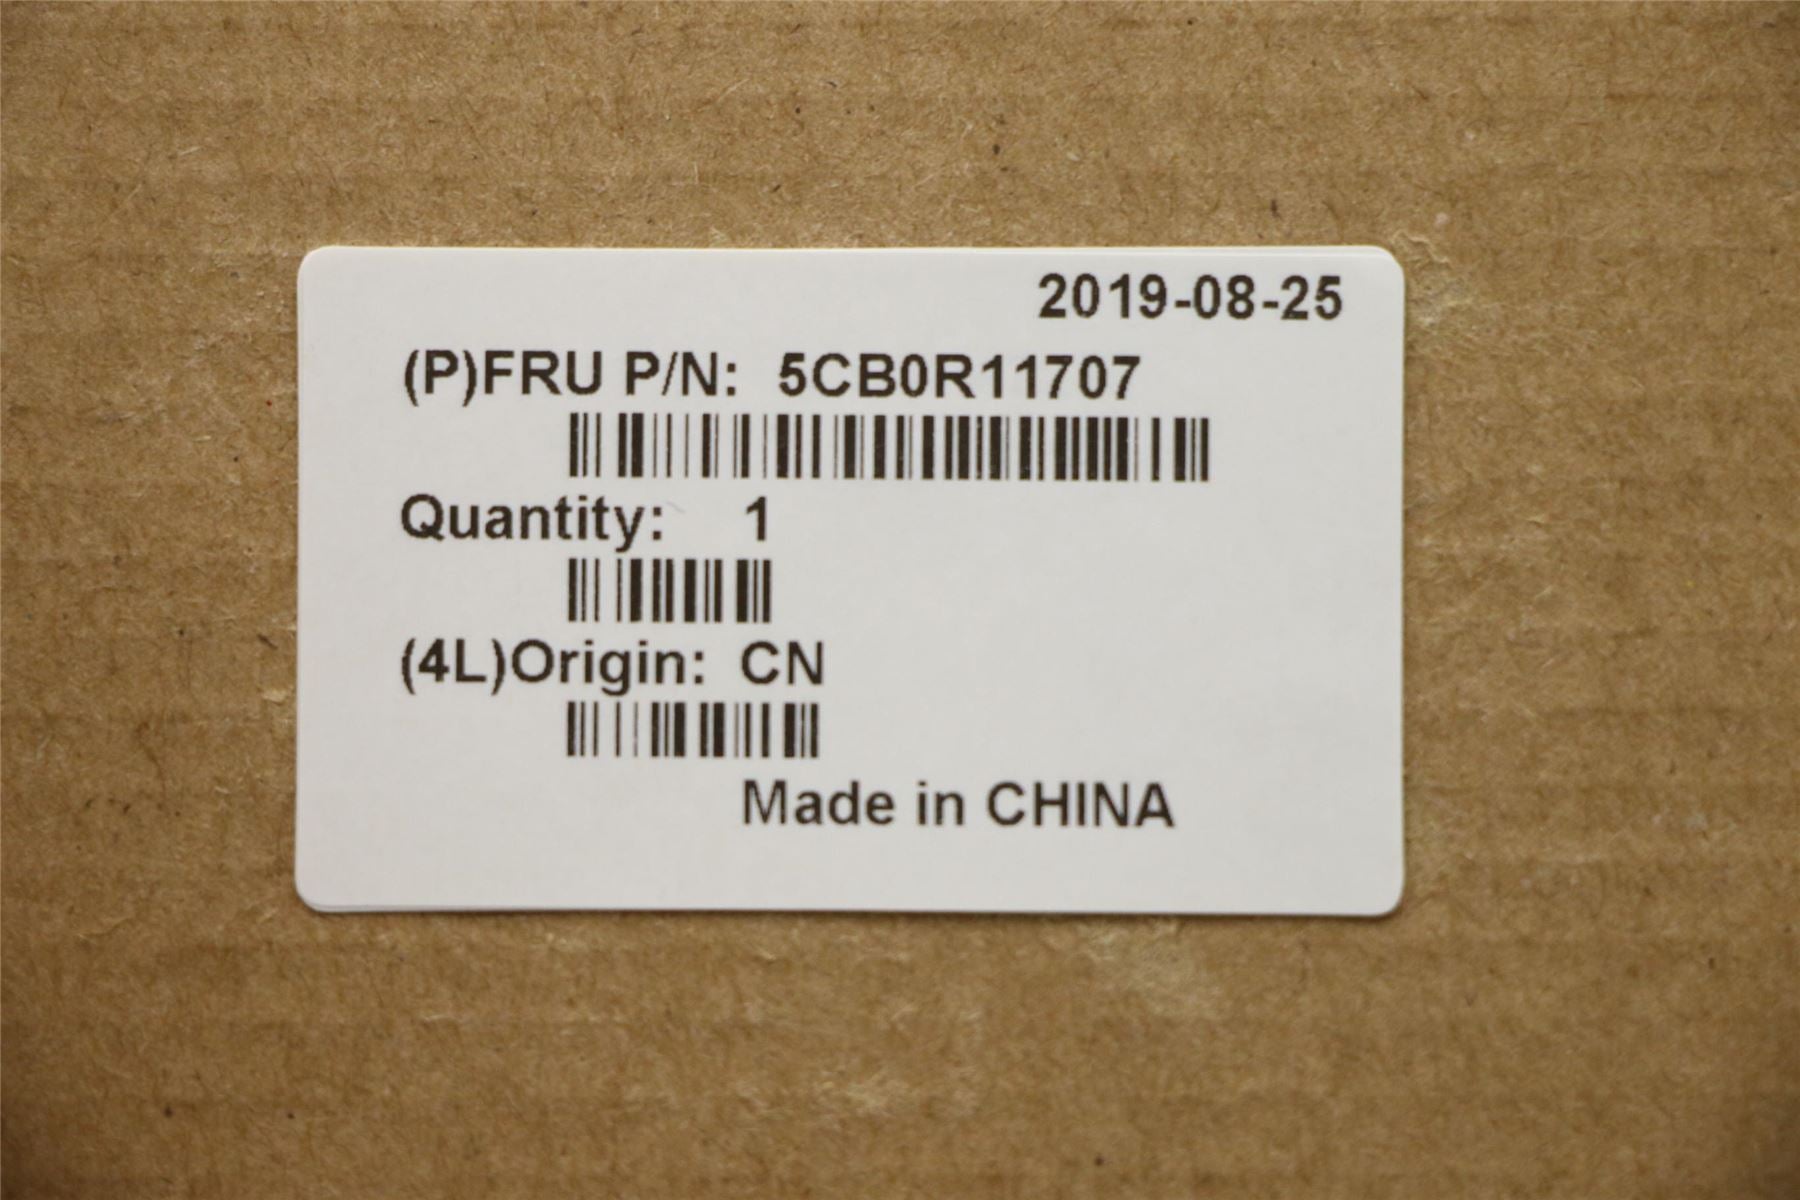 2019-08-25
(P)FRU P/N: 5CB0R11707
Quantity: 1
(4L)Origin: CN
Made in CHINA